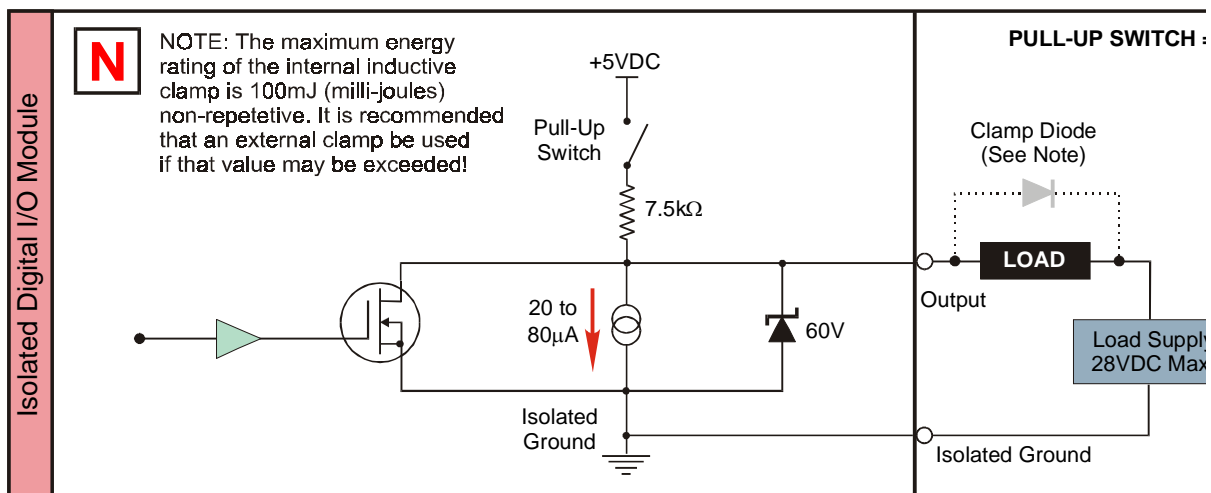 Isolated Digital I/O Module
N
NOTE: The maximum energy
rating of the internal inductive
clamp is 100mJ (milli-joules)
non-repetetive. It is recommended
that an external clamp be used
if that value may be exceeded!
+5VDC
Pull-Up
Switch
7.5kΩ
20 to
80μA
60V
Isolated
Ground
PULL-UP SWITCH =
Clamp Diode
(See Note)
LOAD
Output
Load Supply
28VDC Max
Isolated Ground